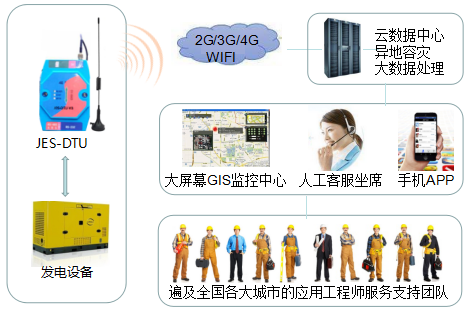 2G/3G/4G
WIFI
云数据中心
异地容灾
大数据处理
JES-DTU
发电设备
大屏幕GIS监控中心
人工客服坐席
手机APP
遍及全国各大城市的应用工程师服务支持团队